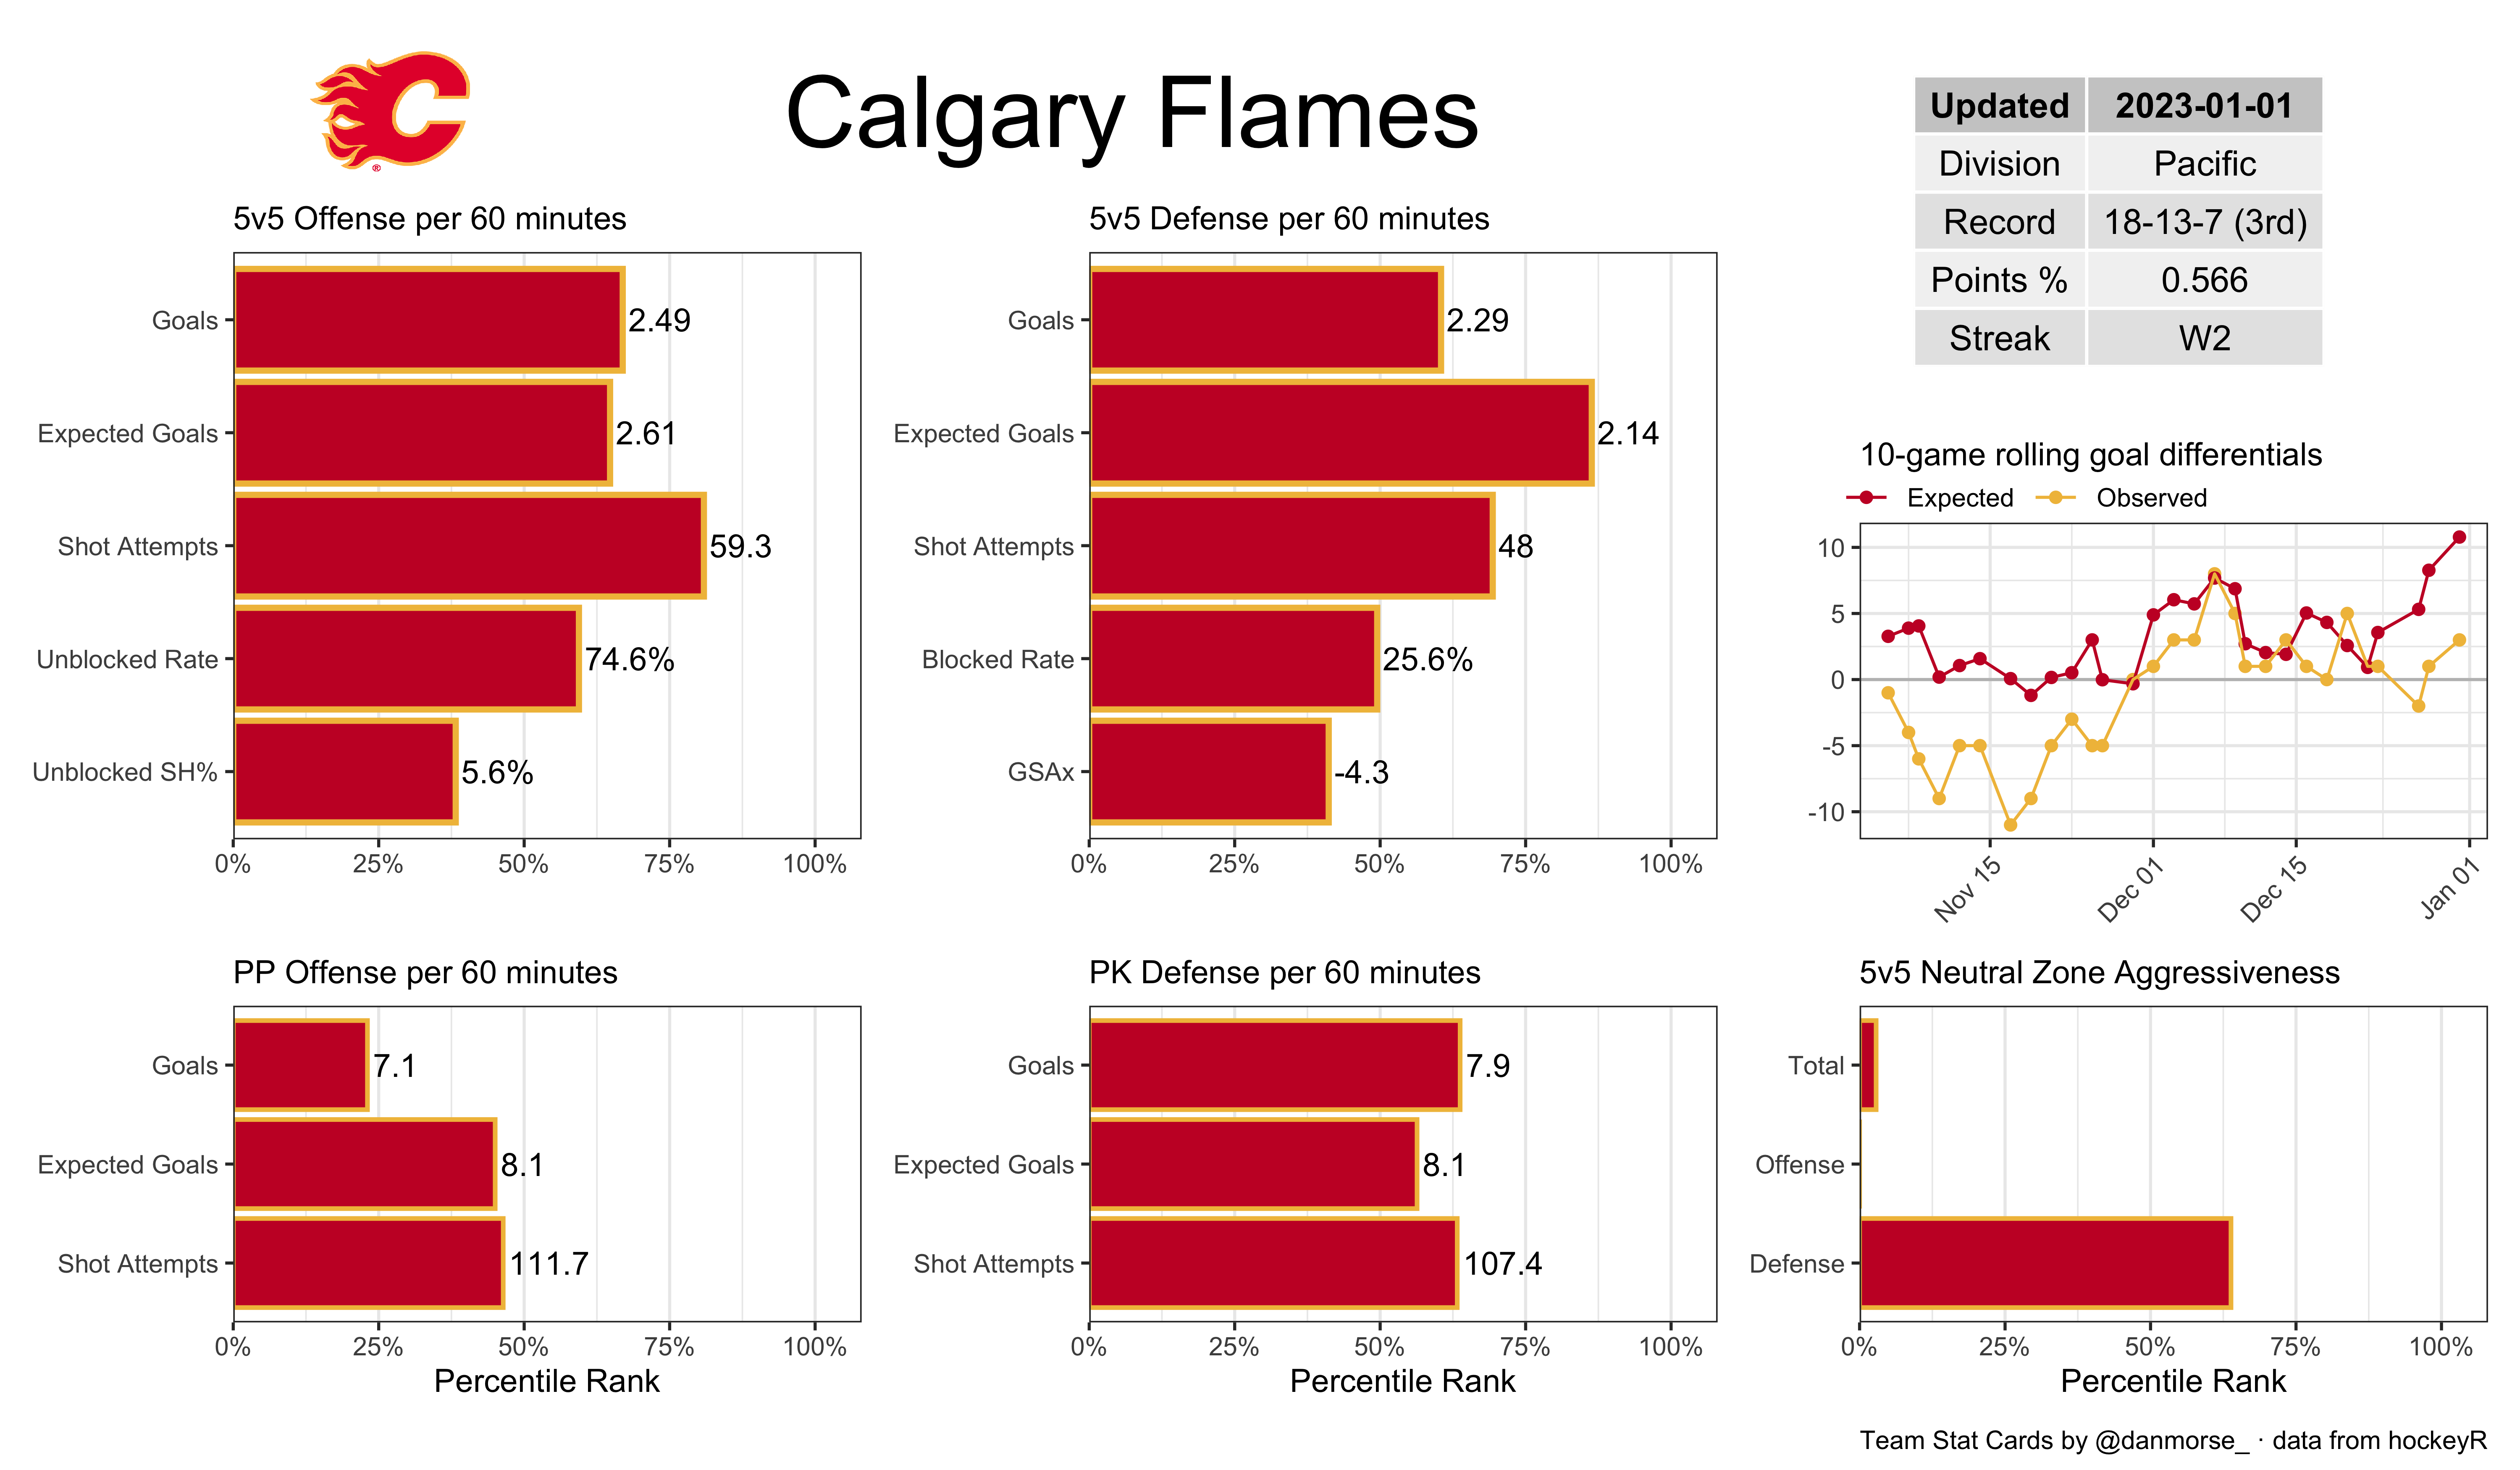 Calgary Flames
C
®
Updated 2023-01-01
Division Pacific
Record 18-13-7 (3rd)
Points % 0.566
Streak W2
5v5 Offense per 60 minutes
Goals 2.49
Expected Goals 2.61
Shot Attempts 59.3
Unblocked Rate 74.6%
Unblocked SH% 5.6%
0% 25% 50% 75% 100%
5v5 Defense per 60 minutes
Goals 2.29
Expected Goals 2.14
Shot Attempts 48
Blocked Rate 25.6%
GSAx -4.3
0% 25% 50% 75% 100%
10-game rolling goal differentials
Expected Observed
10
5
0
-5
-10
Nov 15 Dec 01 Dec 15 Jan 01
PP Offense per 60 minutes
Goals 7.1
Expected Goals 8.1
Shot Attempts 111.7
0% 25% 50% 75% 100%
Percentile Rank
PK Defense per 60 minutes
Goals 7.9
Expected Goals 8.1
Shot Attempts 107.4
0% 25% 50% 75% 100%
Percentile Rank
5v5 Neutral Zone Aggressiveness
Total
Offense
Defense
0% 25% 50% 75% 100%
Percentile Rank
Team Stat Cards by @danmorse_ · data from hockeyR